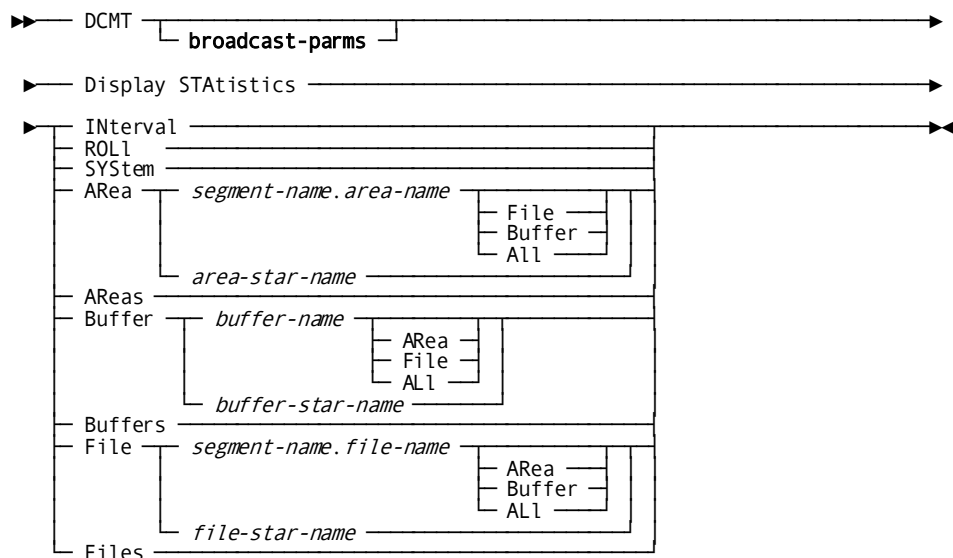 DCMT
broadcast-parms
Display STAtistics
INterval
ROLl
SYStem
ARea segment-name.area-name
File
Buffer
All
area-star-name
AReas
Buffer buffer-name
ARea
File
ALl
buffer-star-name
Buffers
File segment-name.file-name
ARea
Buffer
ALl
file-star-name
Files